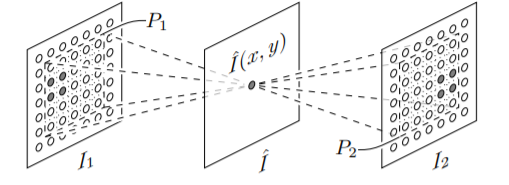 P₁
Î(x, y)
P₂
I₁
Î
I₂